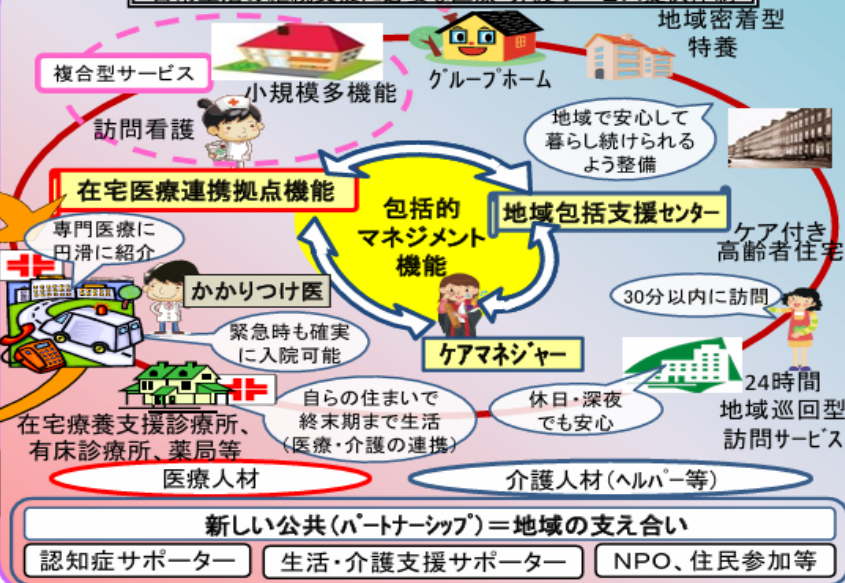 地域密着型
特養
複合型サービス
小規模多機能
グループホーム
訪問看護
地域で安心して
暮らし続けられる
よう整備
在宅医療連携拠点機能
包括的
マネジメント
機能
地域包括支援センター
ケア付き
高齢者住宅
専門医療に
円滑に紹介
かかりつけ医
30分以内に訪問
緊急時も確実
に入院可能
ケアマネジャー
24時間
地域巡回型
訪問サービス
自らの住まいで
終末期まで生活
(医療・介護の連携)
休日・深夜
でも安心
在宅療養支援診療所、
有床診療所、薬局等
医療人材
介護人材(ヘルパー等)
新しい公共(パートナーシップ)=地域の支え合い
認知症サポーター
生活・介護支援サポーター
NPO、住民参加等